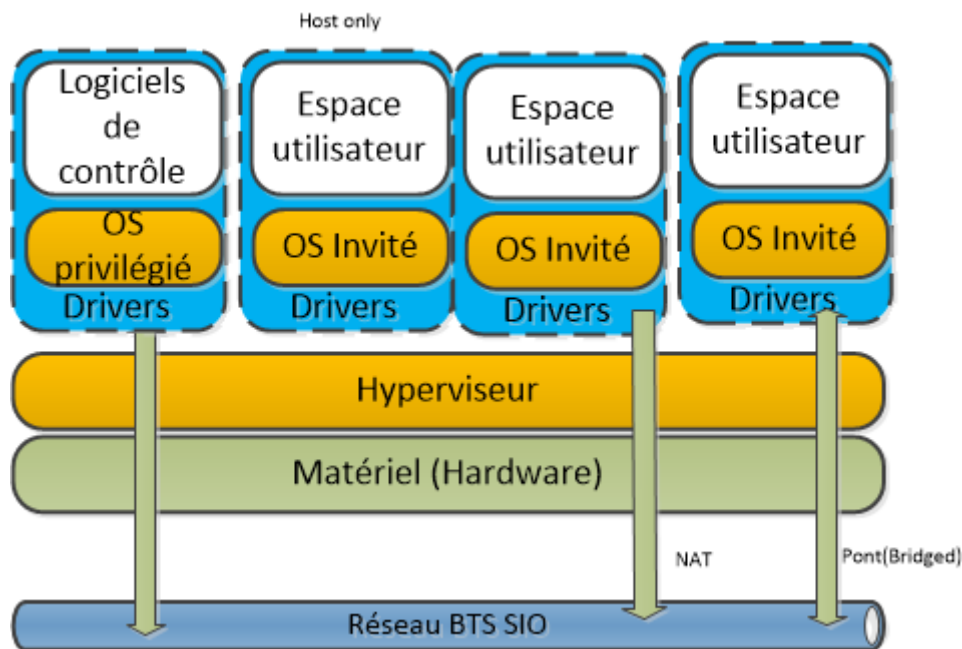 Host only
Logiciels
de
contrôle
OS
privilégié
Drivers
Espace
utilisateur
OS Invité
Drivers
Espace
utilisateur
OS Invité
Drivers
Espace
utilisateur
OS Invité
Drivers
Hyperviseur
Matériel (Hardware)
NAT
Pont(Bridged)
Réseau BTS SIO